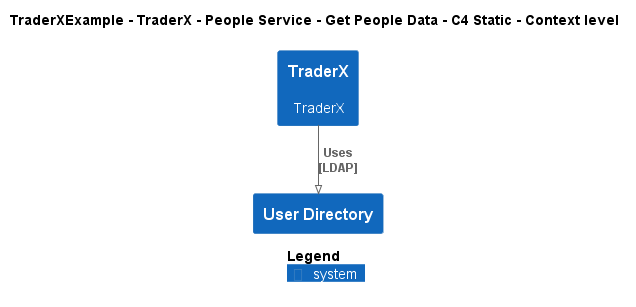 TraderXExample - TraderX - People Service - Get People Data - C4 Static - Context level
TraderX
TraderX
Uses
[LDAP]
User Directory
Legend
system